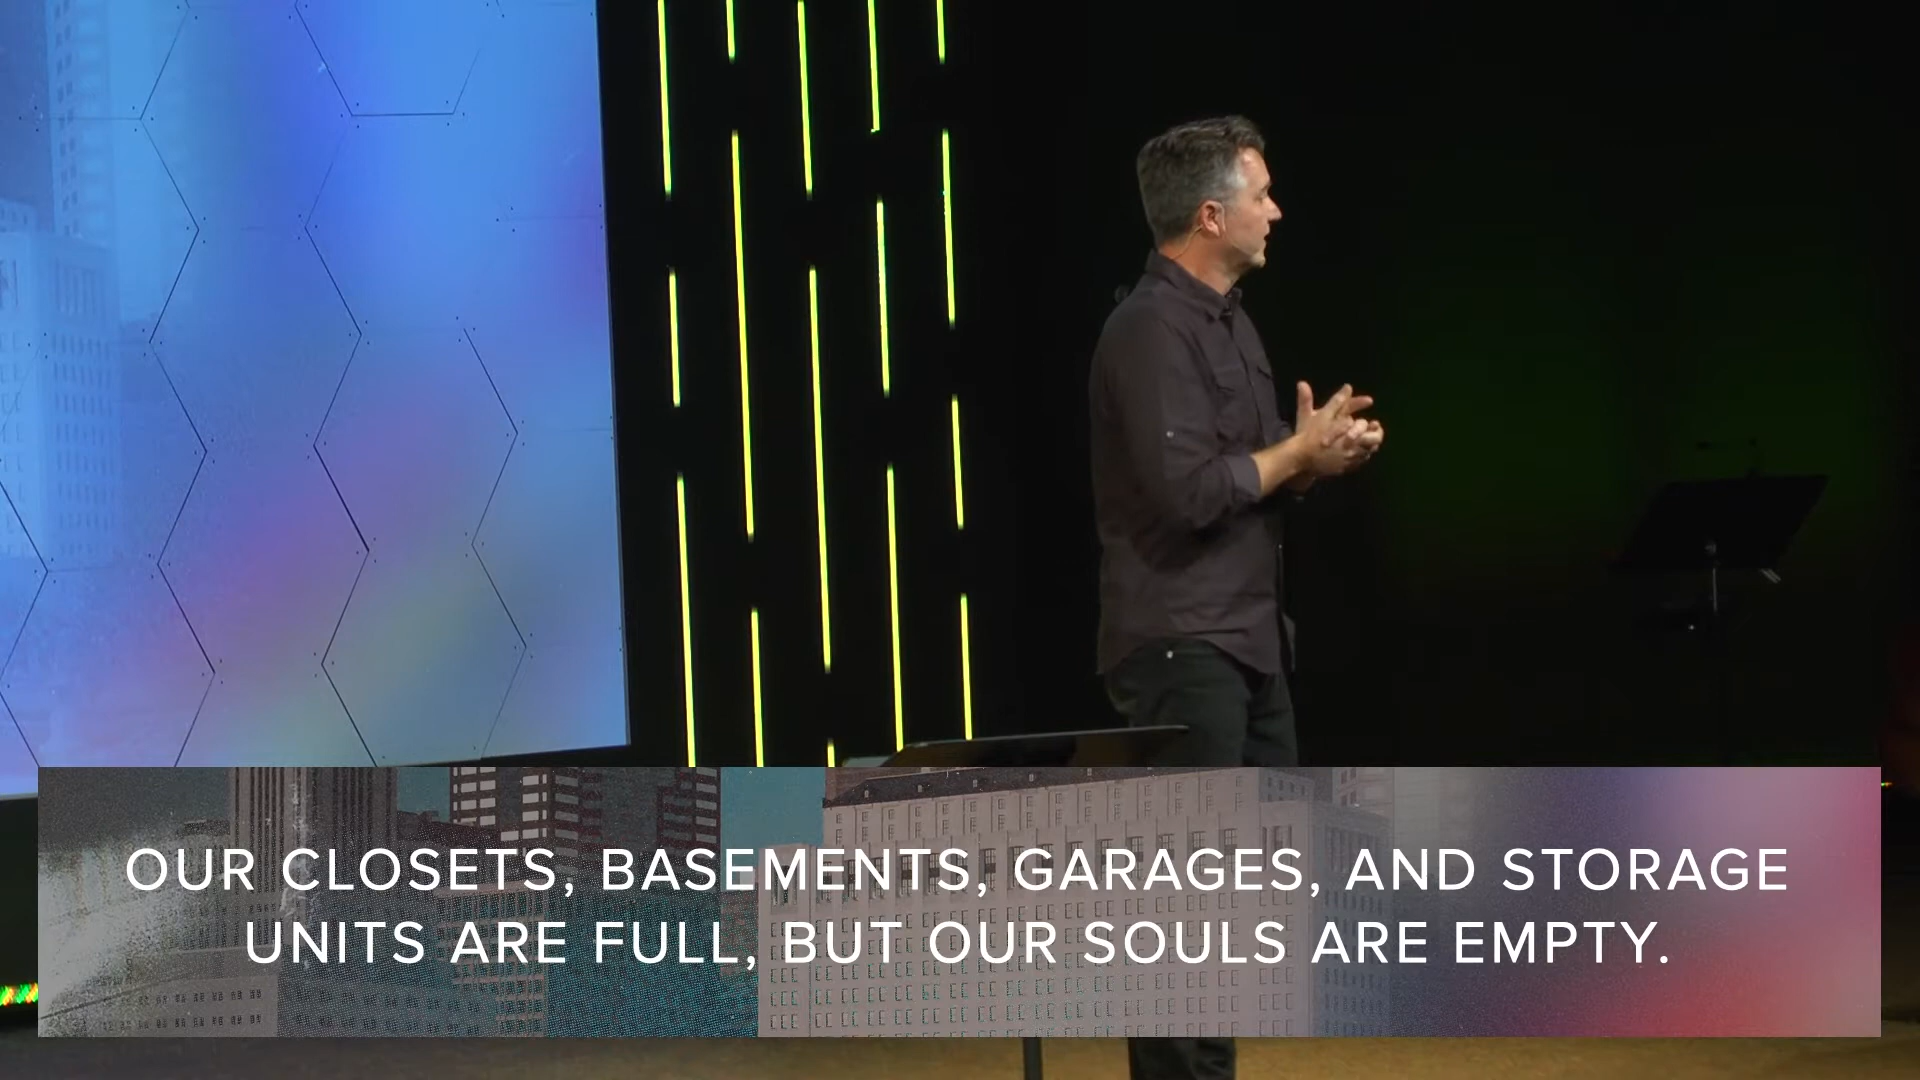 OUR CLOSETS, BASEMENTS, GARAGES, AND STORAGE
UNITS ARE FULL, BUT OUR SOULS ARE EMPTY.